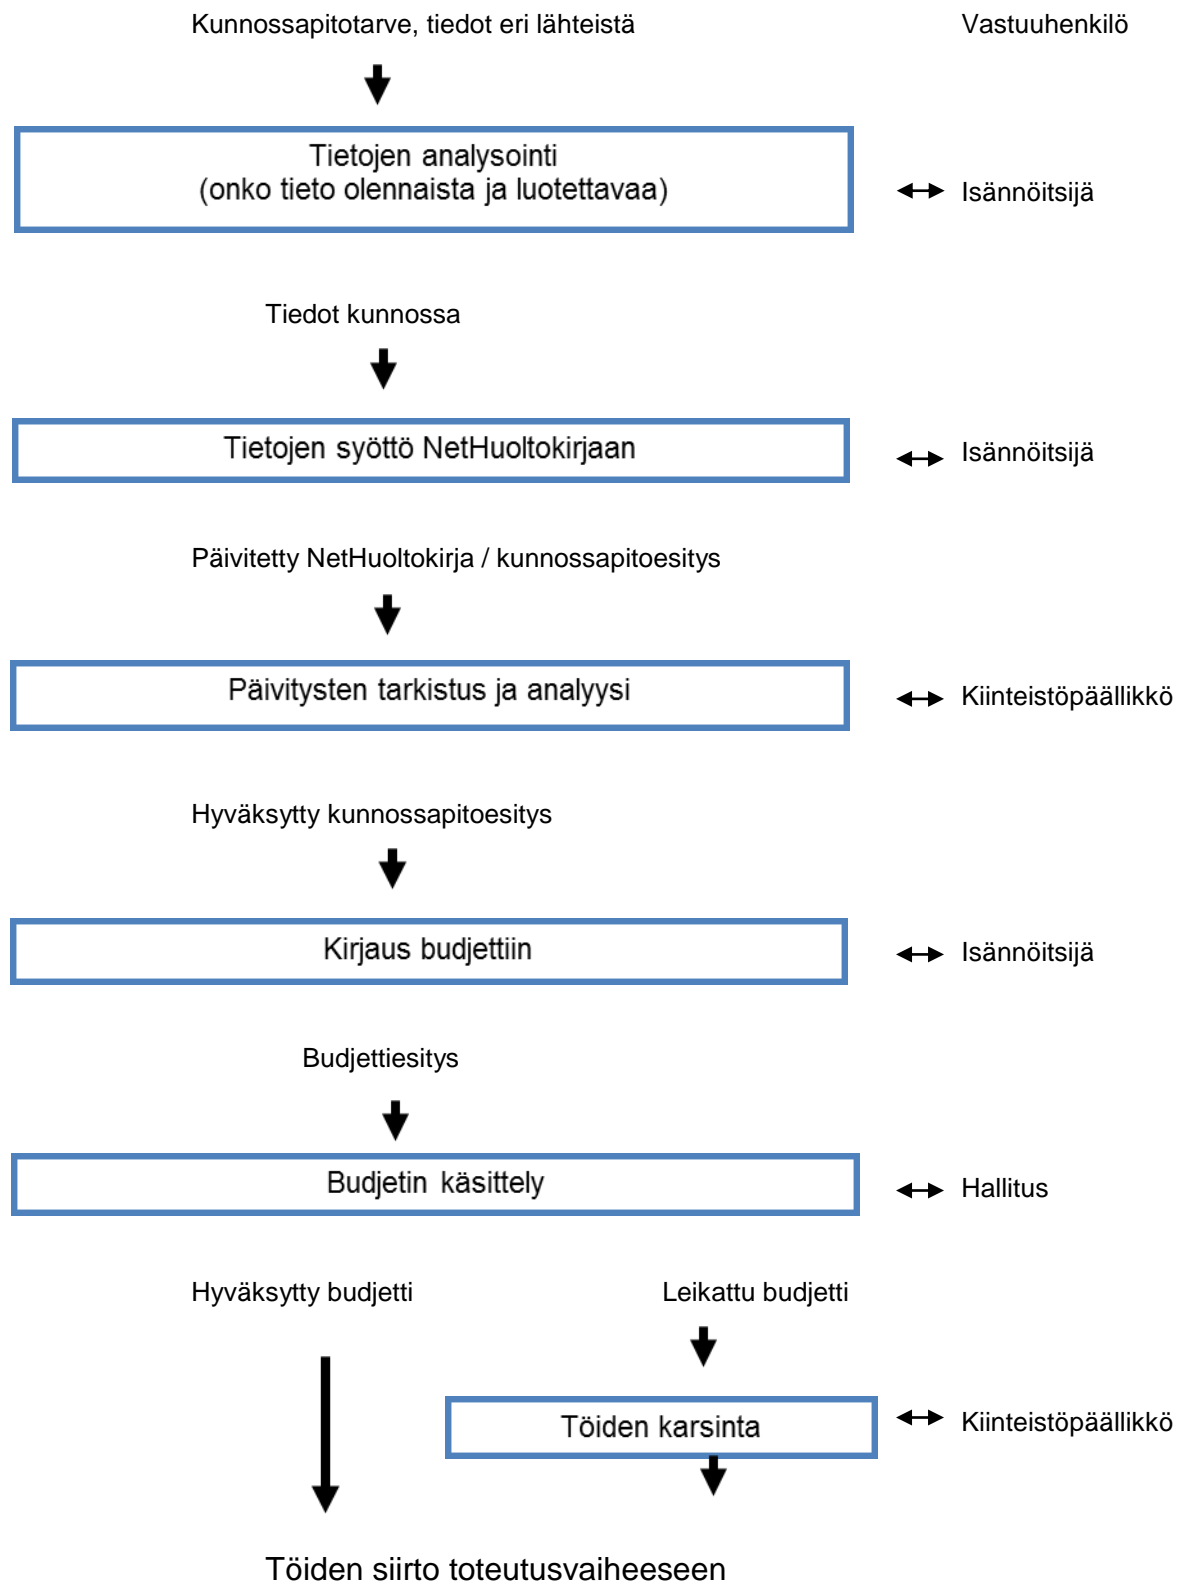 Kunnossapitotarve, tiedot eri lähteistä
Vastuuhenkilö
Tietojen analysointi
(onko tieto olennaista ja luotettavaa)
Isännöitsijä
Tiedot kunnossa
Tietojen syöttö NetHuoltokirjaan
Isännöitsijä
Päivitetty NetHuoltokirja / kunnossapitoesitys
Päivitysten tarkistus ja analyysi
Kiinteistöpäällikkö
Hyväksytty kunnossapitoesitys
Kirjaus budjettiin
Isännöitsijä
Budjettiesitys
Budjetin käsittely
Hallitus
Hyväksytty budjetti
Leikattu budjetti
Töiden karsinta
Kiinteistöpäällikkö
Töiden siirto toteutusvaiheeseen